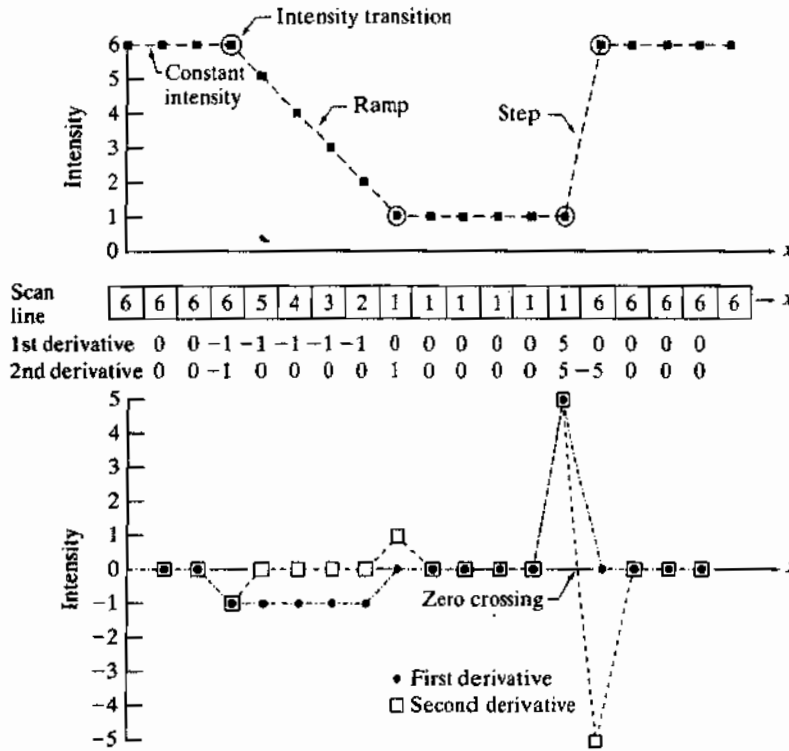 Intensity transition
6
Constant
intensity
5
Ramp
Step
4
Intensity
3
2
1
0
x
Scan
line
6 6 6 6 5 4 3 2 1 1 1 1 1 1 6 6 6 6 6
x
1st derivative 0 0 −1 −1 −1 −1 −1 0 0 0 0 0 5 0 0 0 0
2nd derivative 0 0 −1 0 0 0 0 1 0 0 0 0 5 −5 0 0 0
5
4
3
2
1
Intensity
0
x
−1
Zero crossing
−2
−3
First derivative
−4
Second derivative
−5